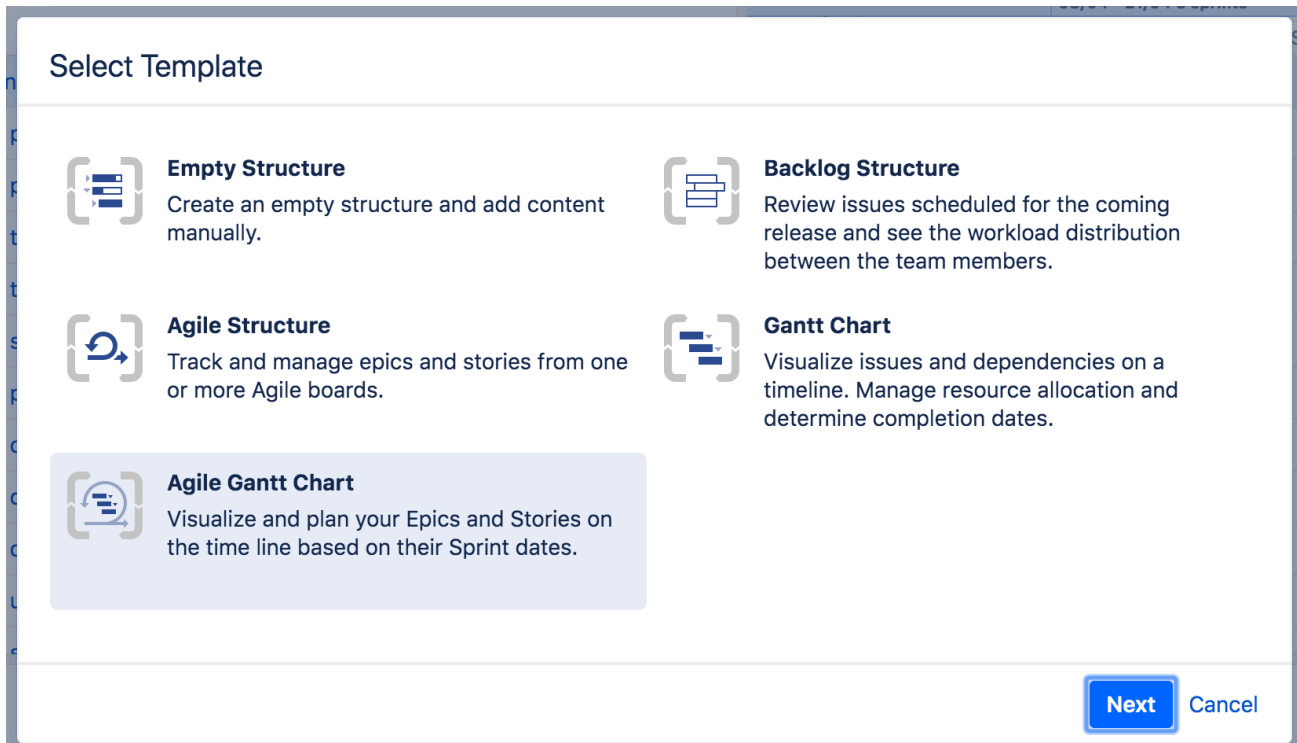 Select Template
Empty Structure
Create an empty structure and add content
manually.
Backlog Structure
Review issues scheduled for the coming
release and see the workload distribution
between the team members.
Agile Structure
Track and manage epics and stories from one
or more Agile boards.
Gantt Chart
Visualize issues and dependencies on a
timeline. Manage resource allocation and
determine completion dates.
Agile Gantt Chart
Visualize and plan your Epics and Stories on
the time line based on their Sprint dates.
Next
Cancel